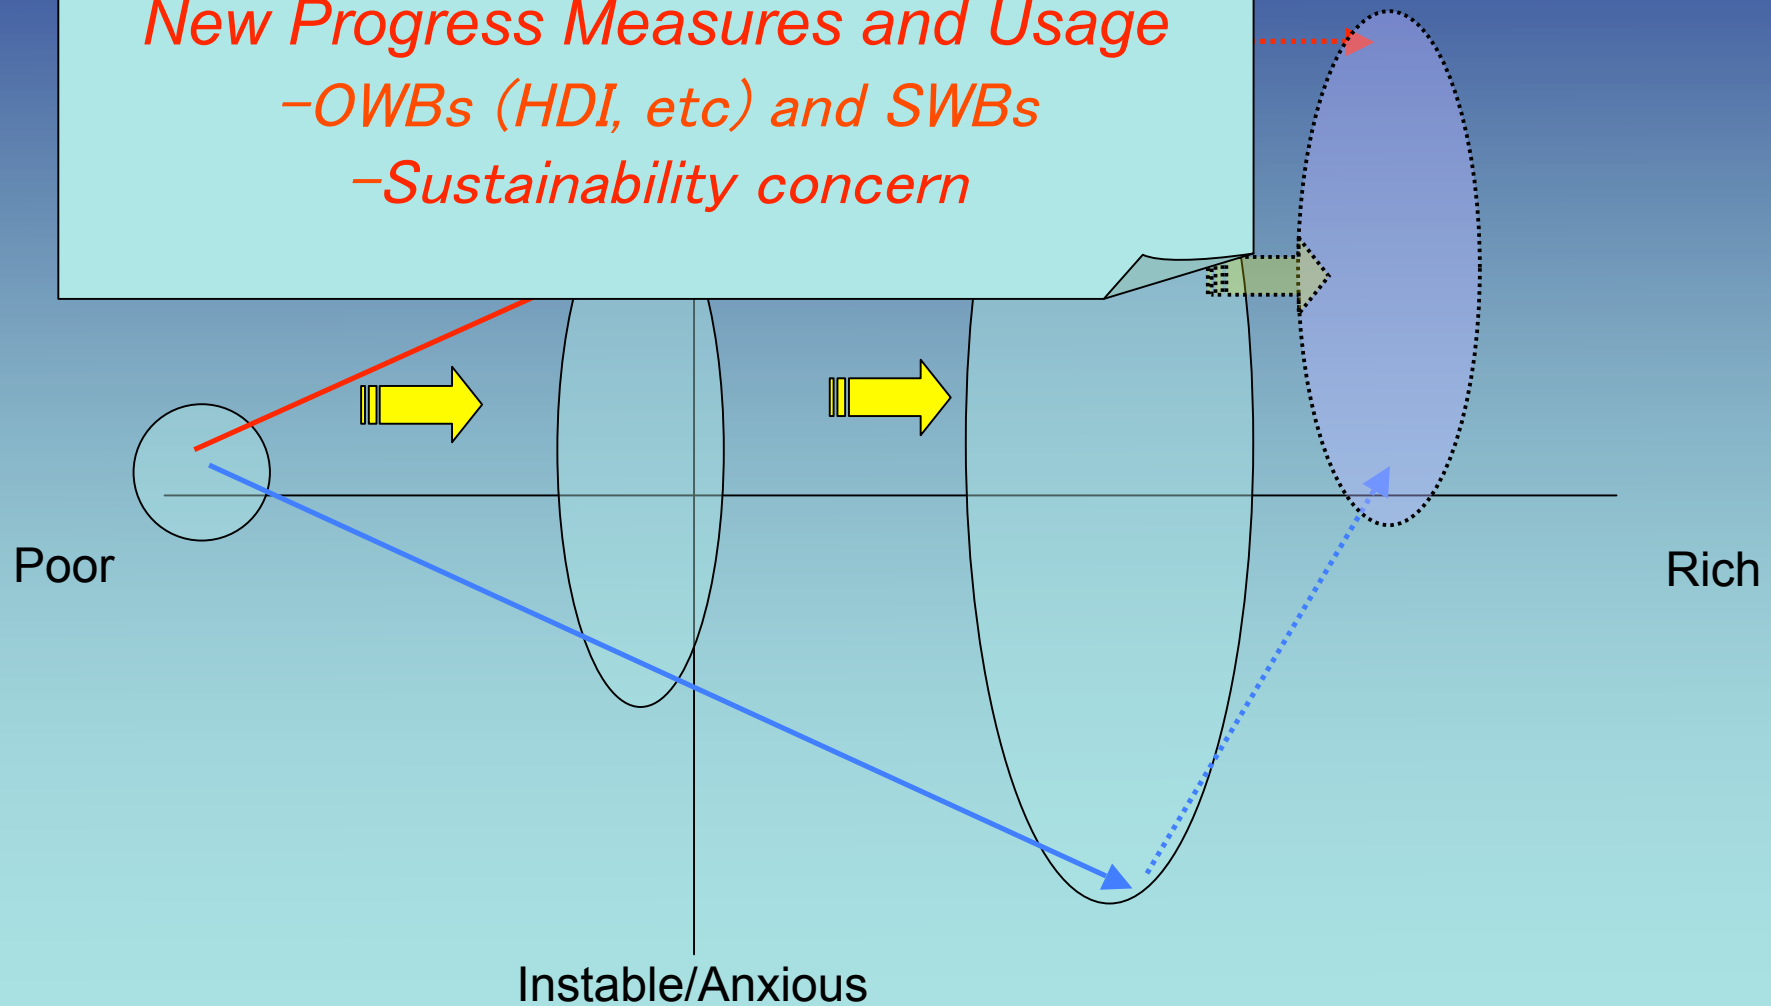 New Progress Measures and Usage
−OWBs (HDI, etc) and SWBs
−Sustainability concern
Poor
Rich
Instable/Anxious